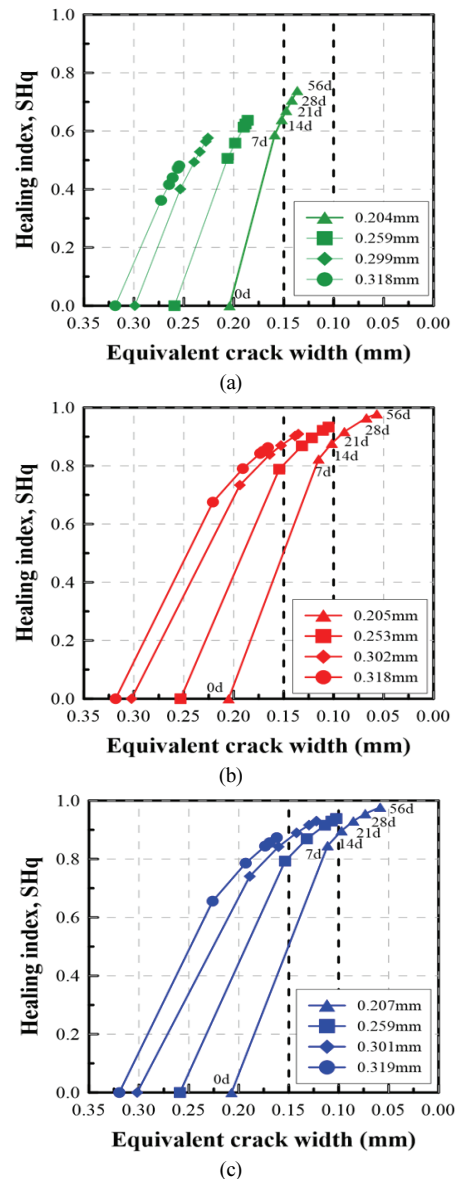 1.0
0.8
0.6
0.4
0.2
0.0
Healing index, SHq
56d
28d
21d
14d
7d
0d
0.204mm
0.259mm
0.299mm
0.318mm
0.35 0.30 0.25 0.20 0.15 0.10 0.05 0.00
Equivalent crack width (mm)
(a)
1.0
0.8
0.6
0.4
0.2
0.0
Healing index, SHq
56d
28d
21d
14d
7d
0d
0.205mm
0.253mm
0.302mm
0.318mm
0.35 0.30 0.25 0.20 0.15 0.10 0.05 0.00
Equivalent crack width (mm)
(b)
1.0
0.8
0.6
0.4
0.2
0.0
Healing index, SHq
56d
28d
21d
14d
7d
0d
0.207mm
0.259mm
0.301mm
0.319mm
0.35 0.30 0.25 0.20 0.15 0.10 0.05 0.00
Equivalent crack width (mm)
(c)